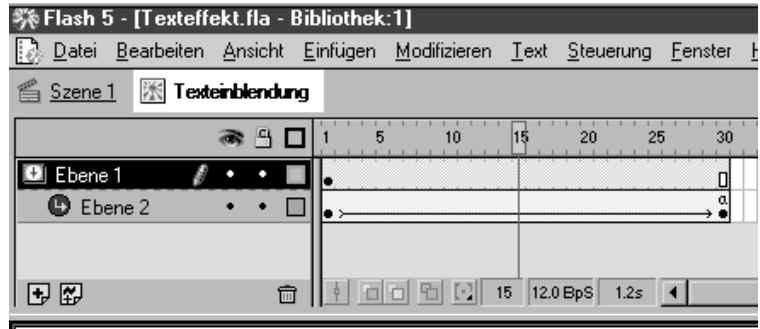 Flash 5 - [Texteffekt.fla - Bibliothek:1]
Datei Bearbeiten Ansicht Einfügen Modifizieren Text Steuerung Fenster
Szene 1 Texteinblendung
1 5 10 15 20 25 30
Ebene 1
a
Ebene 2
15 12.0 BpS 1.2s